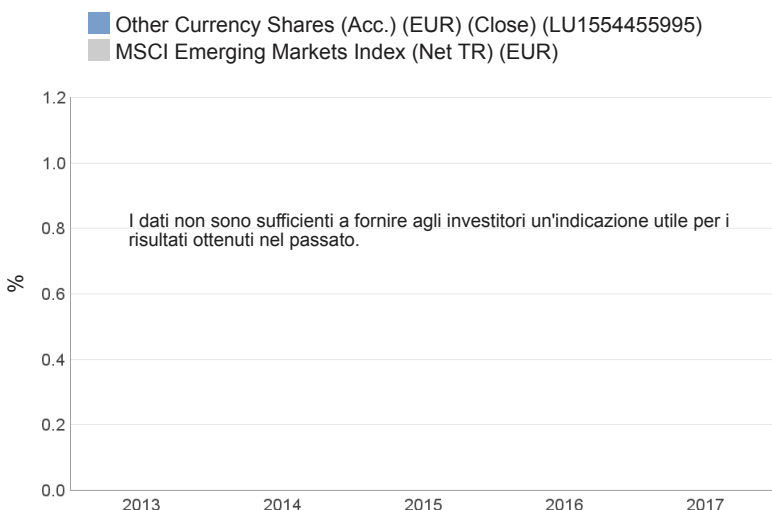 Other Currency Shares (Acc.) (EUR) (Close) (LU1554455995)
MSCI Emerging Markets Index (Net TR) (EUR)
1.2
1.0
I dati non sono sufficienti a fornire agli investitori un'indicazione utile per i
0.8
risultati ottenuti nel passato.
%
0.6
0.4
0.2
0.0
2013 2014 2015 2016 2017